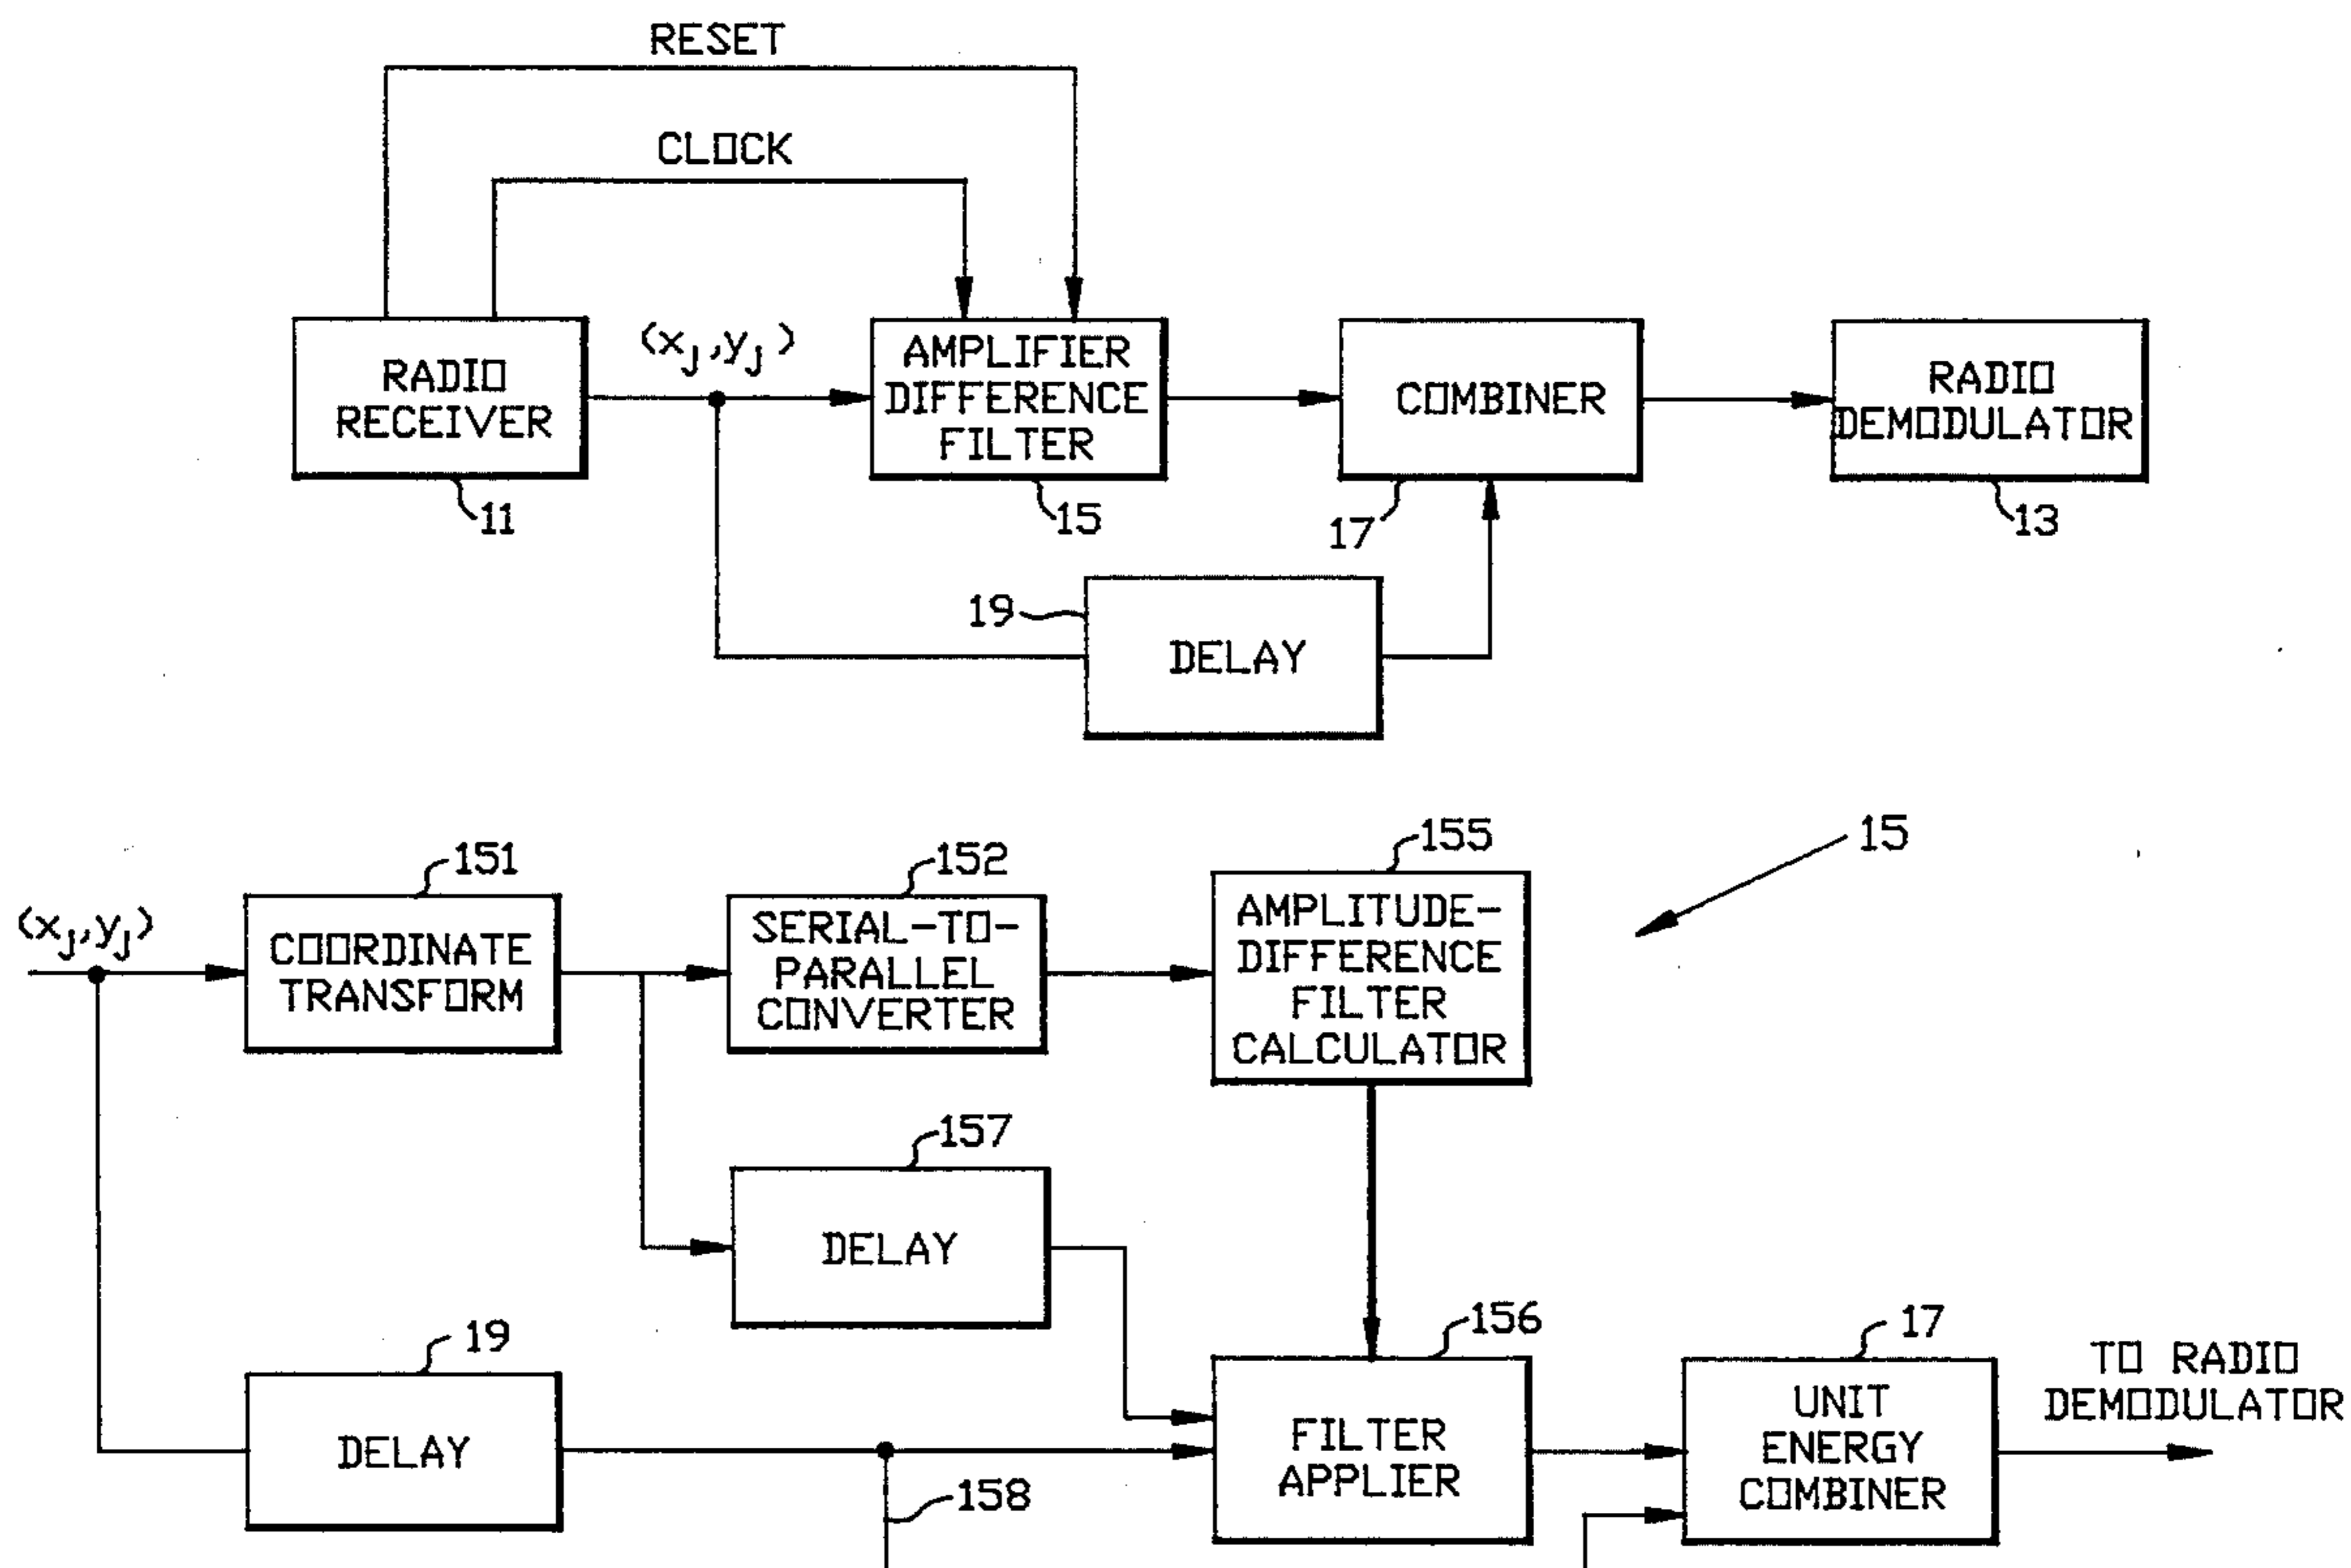 RESET
CLOCK
(xj,yj)
RADIO
RECEIVER
11
AMPLIFIER
DIFFERENCE
FILTER
15
COMBINER
17
RADIO
DEMODULATOR
13
19
DELAY
15
(xj,yj)
151
COORDINATE
TRANSFORM
152
SERIAL-TO-
PARALLEL
CONVERTER
155
AMPLITUDE-
DIFFERENCE
FILTER
CALCULATOR
157
DELAY
19
DELAY
158
156
FILTER
APPLIER
17
UNIT
ENERGY
COMBINER
TO RADIO
DEMODULATOR